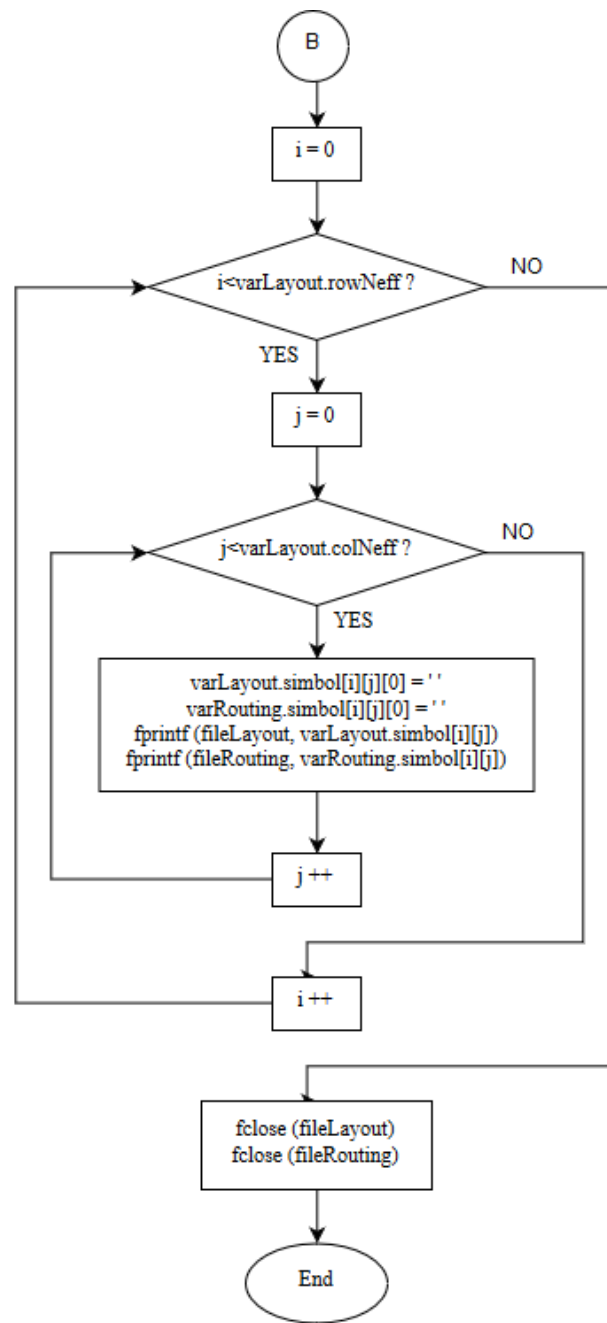 B
i = 0
i<varLayout.rowNeff ?
NO
YES
j = 0
j<varLayout.colNeff ?
NO
YES
varLayout.simbol[i][j][0] = ' '
varRouting.simbol[i][j][0] = ' '
fprintf (fileLayout, varLayout.simbol[i][j])
fprintf (fileRouting, varRouting.simbol[i][j])
j ++
i ++
fclose (fileLayout)
fclose (fileRouting)
End